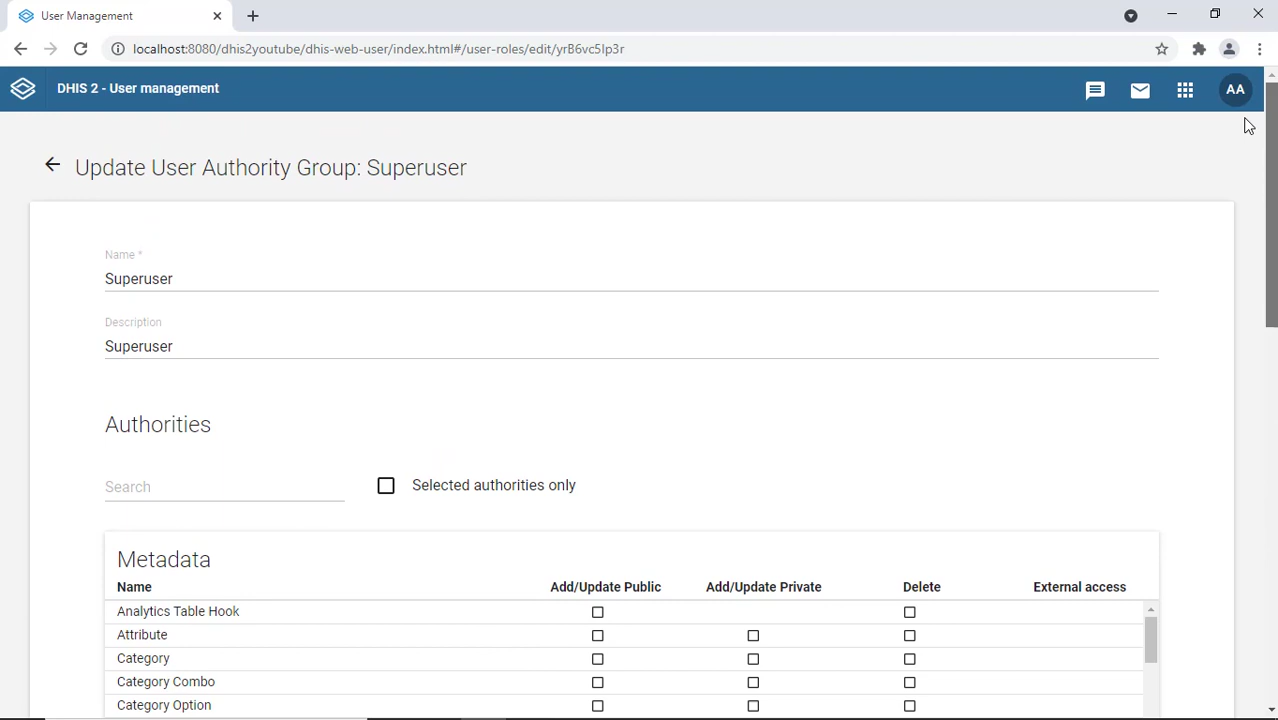 User Management
localhost:8080/dhis2youtube/dhis-web-user/index.html#/user-roles/edit/yrB6vc5Ip3r
DHIS 2 - User management
AA
Update User Authority Group: Superuser
Name *
Superuser
Description
Superuser
Authorities
Search
Selected authorities only
Metadata
Name Add/Update Public Add/Update Private Delete External access
Analytics Table Hook
Attribute
Category
Category Combo
Category Option